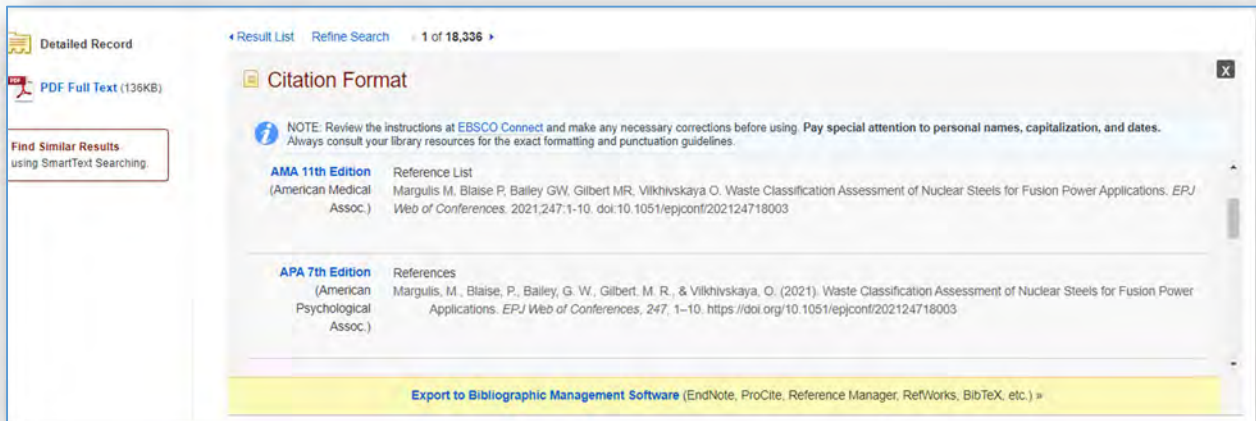 Detailed Record
PDF Full Text (136KB)
Find Similar Results
using SmartText Searching.
Result List Refine Search 1 of 18,336
Citation Format
X
NOTE: Review the instructions at EBSCO Connect and make any necessary corrections before using. Pay special attention to personal names, capitalization, and dates.
Always consult your library resources for the exact formatting and punctuation guidelines.
AMA 11th Edition
(American Medical
Assoc.)
Reference List
Margulis M, Blaise P, Bailey GW, Gilbert MR, Vilkhivskaya O. Waste Classification Assessment of Nuclear Steels for Fusion Power Applications. EPJ
Web of Conferences. 2021;247:1-10. doi:10.1051/epjconf/202124718003
APA 7th Edition
(American
Psychological
Assoc.)
References
Margulis, M., Blaise, P., Bailey, G. W., Gilbert, M. R., & Vilkhivskaya, O. (2021). Waste Classification Assessment of Nuclear Steels for Fusion Power
Applications. EPJ Web of Conferences, 247, 1–10. https://doi.org/10.1051/epjconf/202124718003
Export to Bibliographic Management Software (EndNote, ProCite, Reference Manager, RefWorks, BibTeX, etc.) »